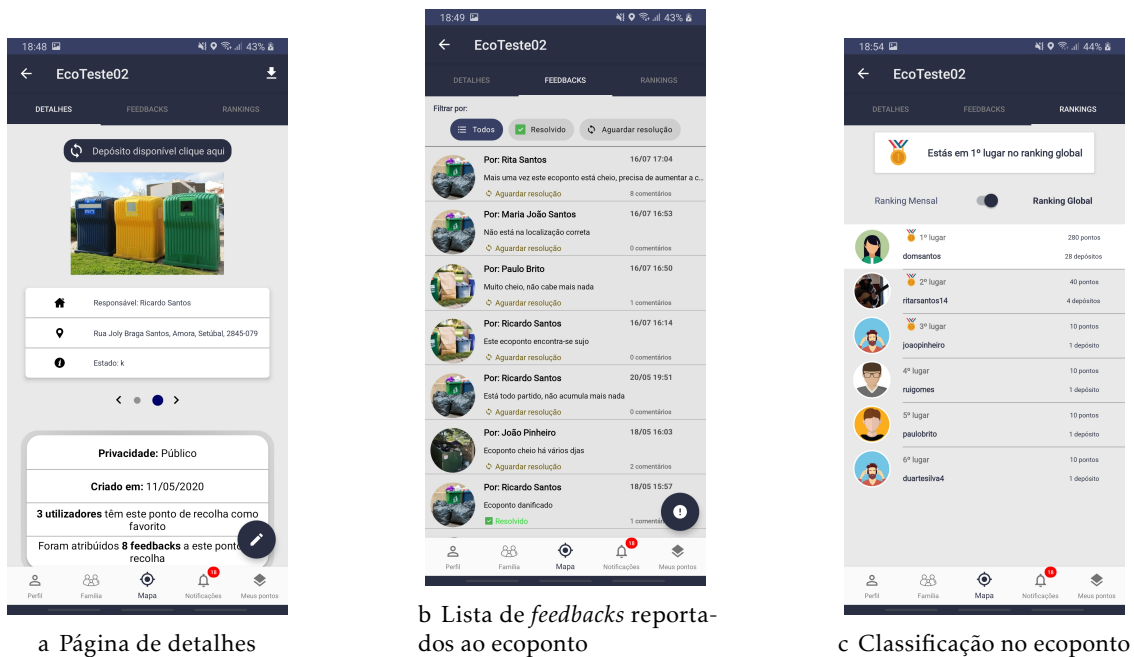 18:48 43%
EcoTeste02
DETALHES FEEDBACKS RANKINGS
Depósito disponível clique aqui
Responsável: Ricardo Santos
Rua Joly Braga Santos, Amora, Setúbal, 2845-079
Estado: k
Privacidade: Público
Criado em: 11/05/2020
3 utilizadores têm este ponto de recolha como
favorito
Foram atribuídos 8 feedbacks a este ponto
recolha
18
Perfil Família Mapa Notificações Meus pontos
a Página de detalhes
18:49 43%
EcoTeste02
DETALHES FEEDBACKS RANKINGS
Filtrar por:
Todos Resolvido Aguardar resolução
Por: Rita Santos 16/07 17:04
Mais uma vez este ecoponto está cheio, precisa de aumentar a c...
Aguardar resolução 8 comentários
Por: Maria João Santos 16/07 16:53
Não está na localização correta
Aguardar resolução 0 comentários
Por: Paulo Brito 16/07 16:50
Muito cheio, não cabe mais nada
Aguardar resolução 1 comentários
Por: Ricardo Santos 16/07 16:14
Este ecoponto encontra-se sujo
Aguardar resolução 0 comentários
Por: Ricardo Santos 20/05 19:51
Está todo partido, não acumula mais nada
Aguardar resolução 0 comentários
Por: João Pinheiro 18/05 16:03
Ecoponto cheio há vários djas
Aguardar resolução 2 comentários
Por: Ricardo Santos 18/05 15:57
Ecoponto danificado
Resolvido 1 comentár
18
Perfil Família Mapa Notificações Meus pontos
b Lista de feedbacks reporta-
dos ao ecoponto
18:54 44%
EcoTeste02
DETALHES FEEDBACKS RANKINGS
Estás em 1º lugar no ranking global
Ranking Mensal Ranking Global
1º lugar 280 pontos
domsantos 28 depósitos
2º lugar 40 pontos
ritarsantos14 4 depósitos
3º lugar 10 pontos
joaopinheiro 1 depósito
4º lugar 10 pontos
ruigomes 1 depósito
5º lugar 10 pontos
paulobrito 1 depósito
6º lugar 10 pontos
duartesilva4 1 depósito
18
Perfil Família Mapa Notificações Meus pontos
c Classificação no ecoponto